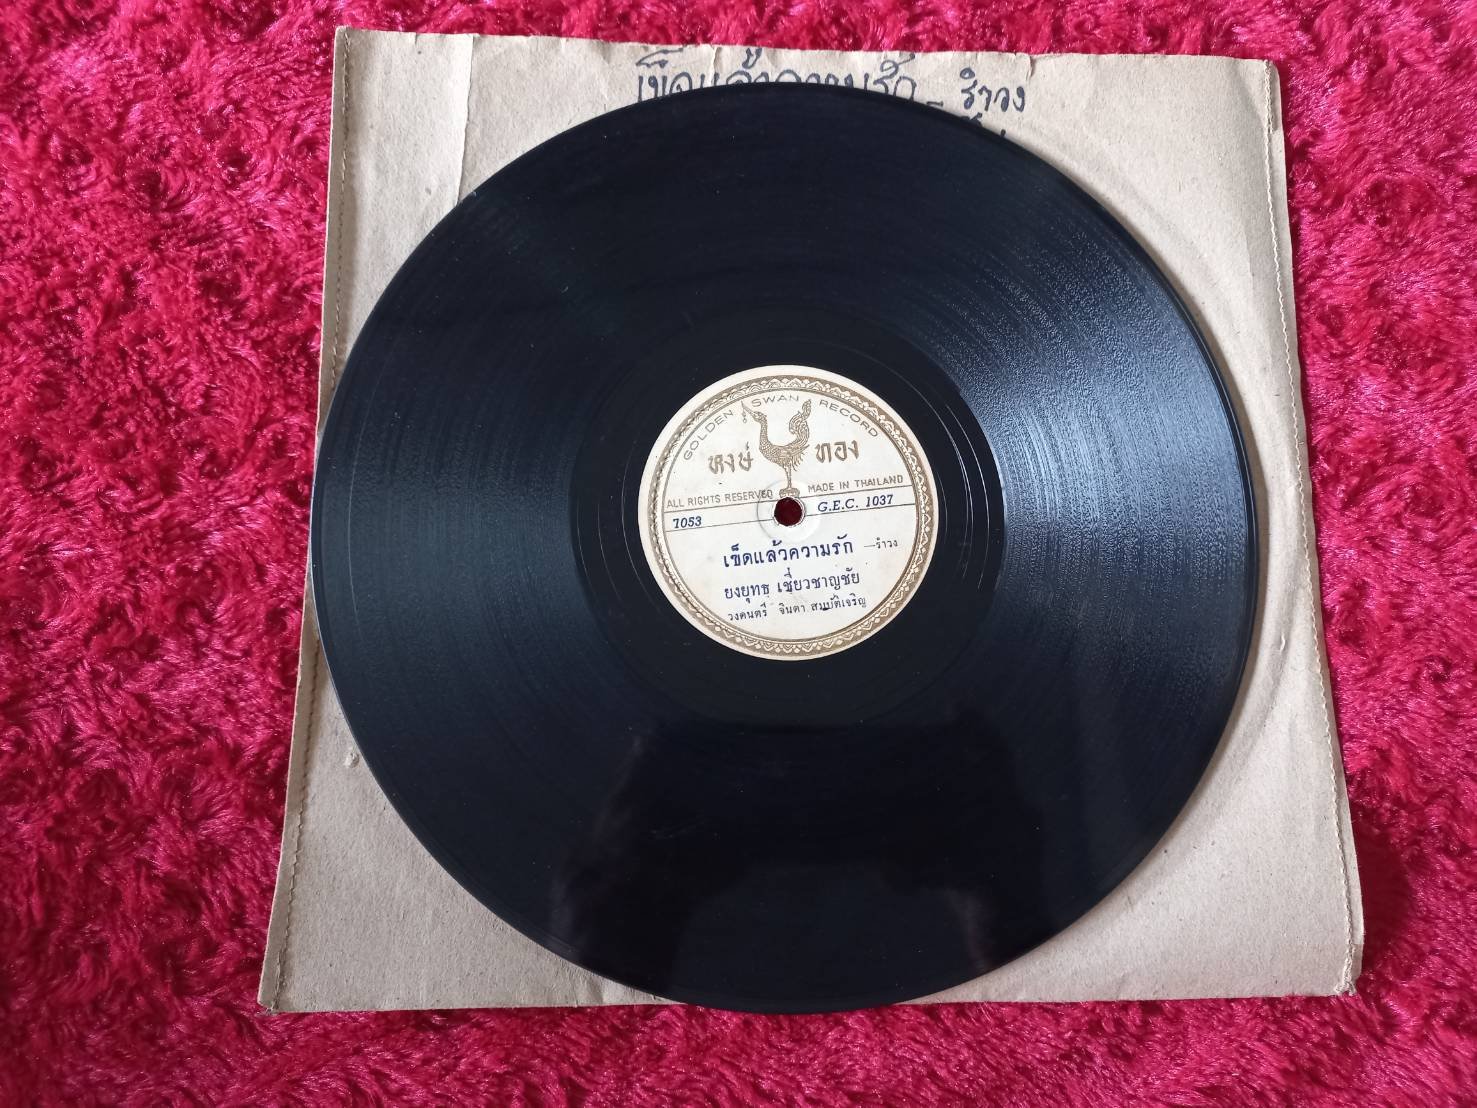 เข็ดแล้วความรัก - รำวง
GOLDEN SWAN RECORD
หงษ์ ทอง
ALL RIGHTS RESERVED MADE IN THAILAND
7053 G.E.C. 1037
เข็ดแล้วความรัก —รำวง
ยงยุทธ เชี่ยวชาญชัย
วงดนตรี จินดา สมบัติเจริญ